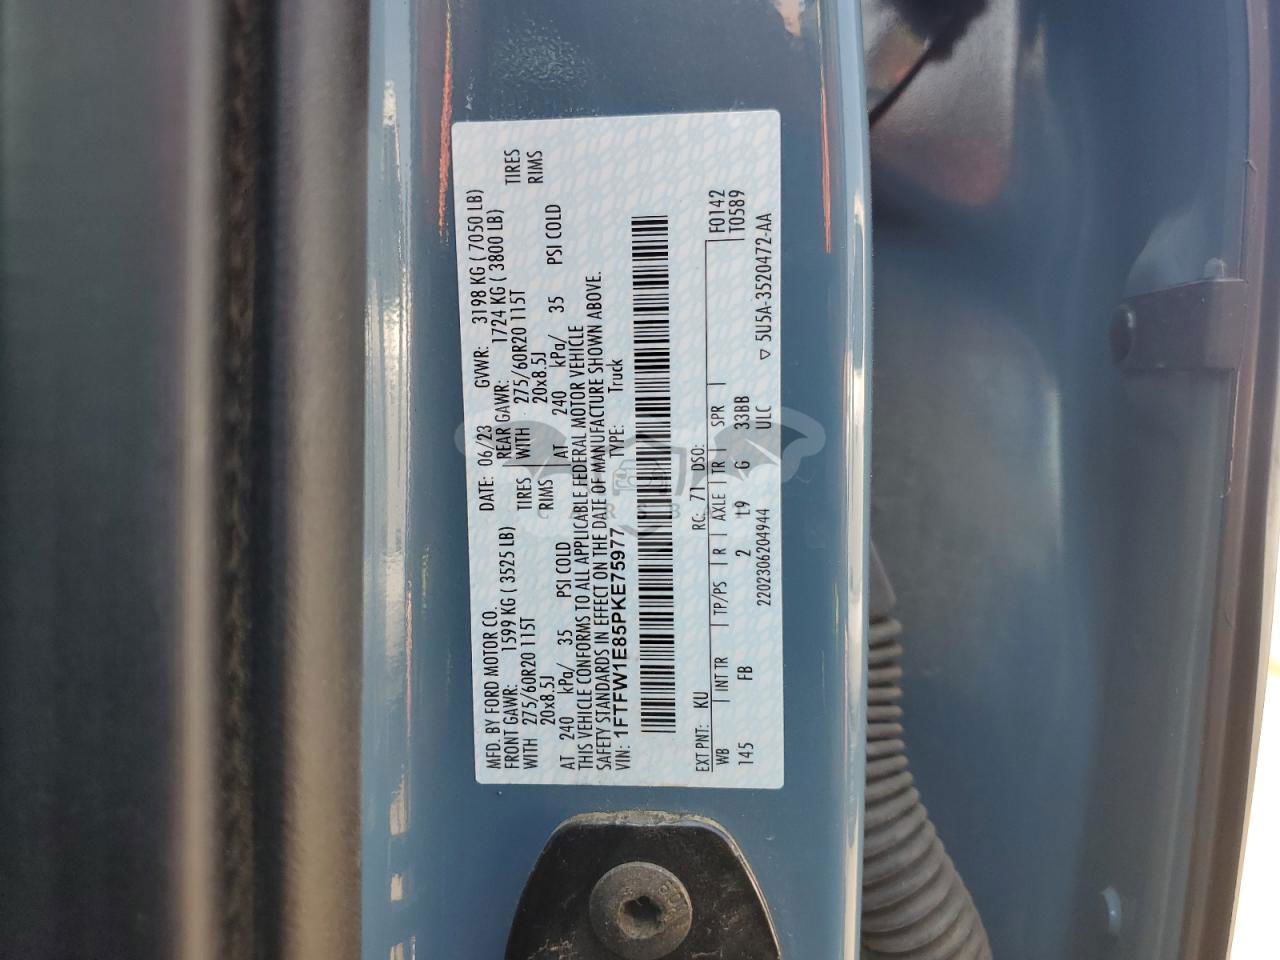 MFD. BY FORD MOTOR CO. DATE: 06/23 GVWR: 3198 KG ( 7050 LB)
FRONT GAWR: 1599 KG ( 3525 LB) REAR GAWR: 1724 KG ( 3800 LB)
WITH 275/60R20 115T TIRES WITH 275/60R20 115T TIRES
20x8.5J RIMS 20x8.5J RIMS
AT 240 kPa/ 35 PSI COLD AT 240 kPa/ 35 PSI COLD
THIS VEHICLE CONFORMS TO ALL APPLICABLE FEDERAL MOTOR VEHICLE
SAFETY STANDARDS IN EFFECT ON THE DATE OF MANUFACTURE SHOWN ABOVE.
VIN: 1FTFW1E85PKE75977 TYPE: Truck
EXT PNT: KU RC: 71 DSO: F0142
WB INT TR TP/PS R AXLE TR SPR T0589
145 FB 2 L9 G 33BB
2202306204944 ULC ▽ 5U5A-3520472-AA